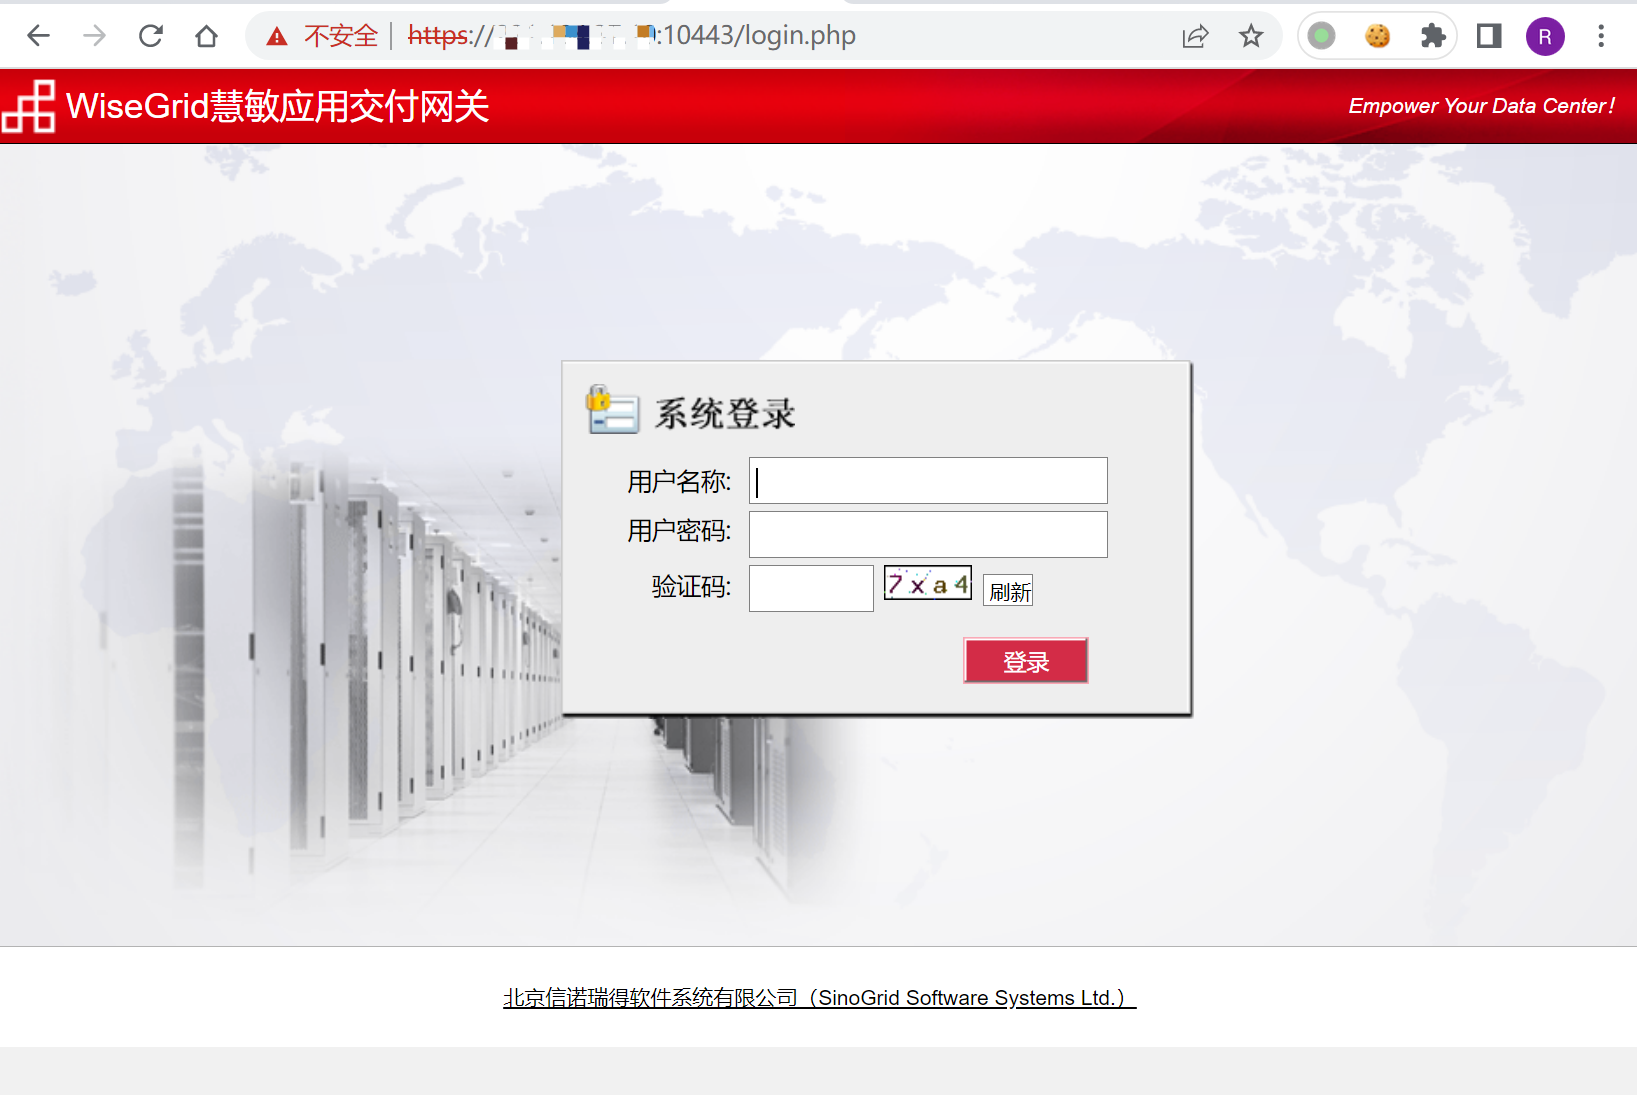 不安全
https://
:10443/login.php
R
WiseGrid慧敏应用交付网关
Empower Your Data Center!
系统登录
用户名称:
用户密码:
验证码:
7xa4
刷新
登录
北京信诺瑞得软件系统有限公司（SinoGrid Software Systems Ltd.）